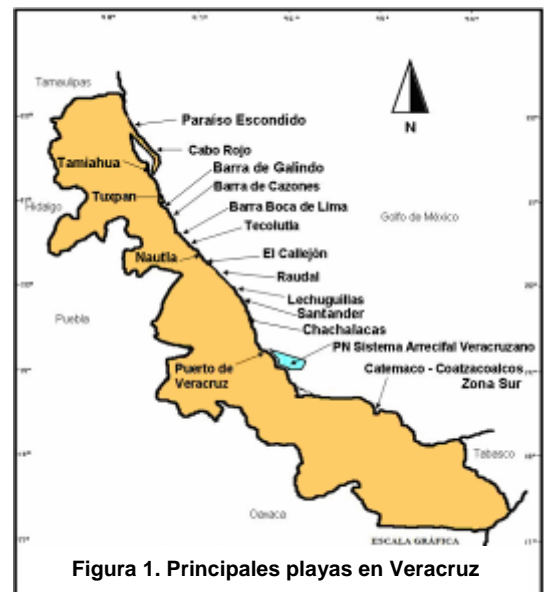 Tamaulipas
Paraíso Escondido
Cabo Rojo
Tamiahua
Barra de Galindo
Barra de Cazones
Tuxpan
Hidalgo
Barra Boca de Lima
Golfo de México
Tecolutla
N
Nautla
El Callejón
Raudal
Lechuguillas
Santander
Puebla
Chachalacas
PN Sistema Arrecifal Veracruzano
Puerto de
Veracruz
Catemaco - Coatzacoalcos
Zona Sur
Tabasco
Oaxaca
ESCALA GRÁFICA
Figura 1. Principales playas en Veracruz